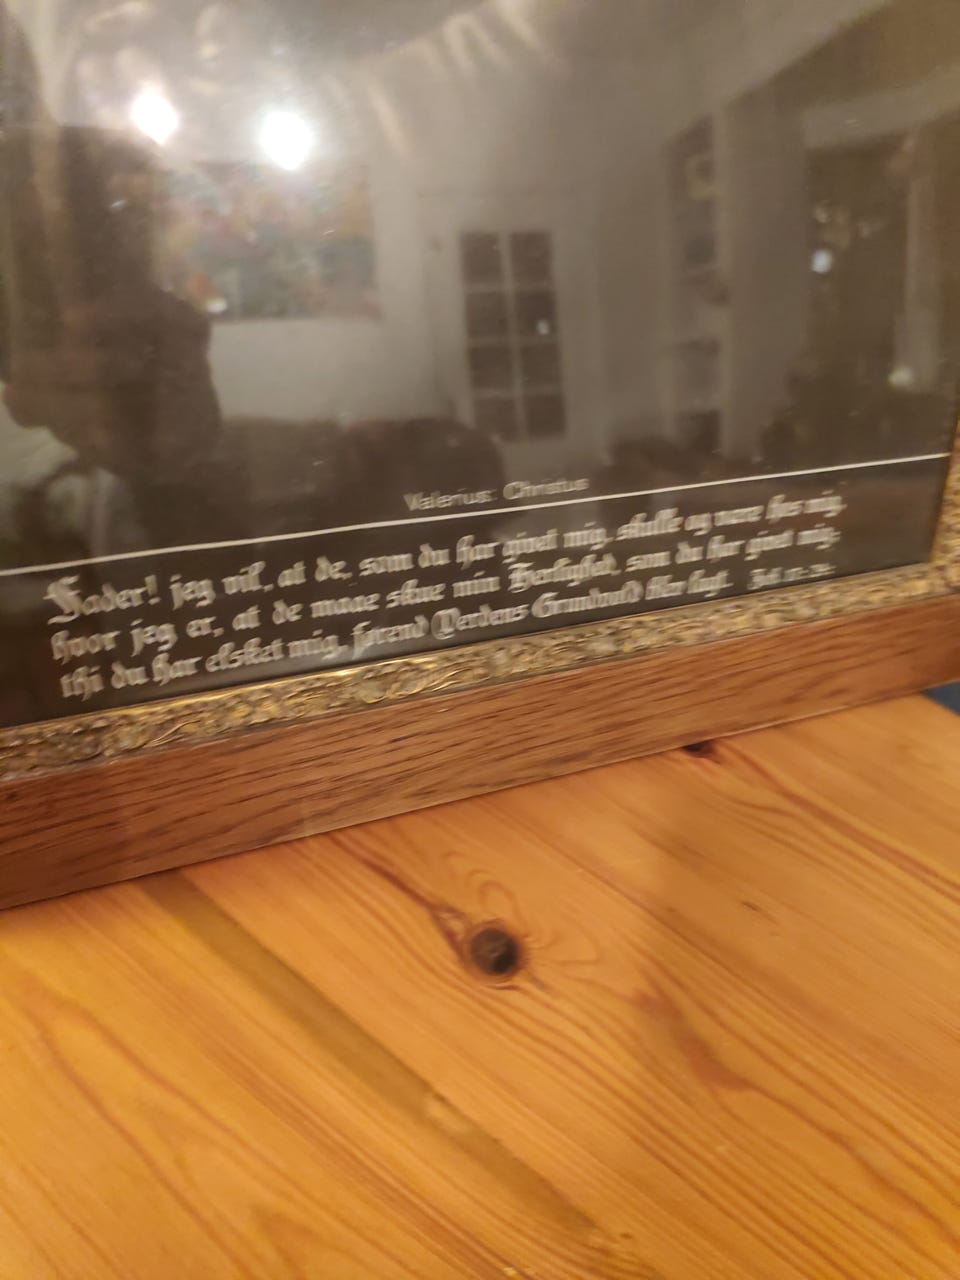 Valerius: Christus
Fader! jeg vil, at de, som du har givet mig, skulle og være hos mig,
hvor jeg er, at de maae skue min Herlighed, som du har givet mig;
thi du har elsket mig, førend Verdens Grundvold blev lagt. Joh. 17.